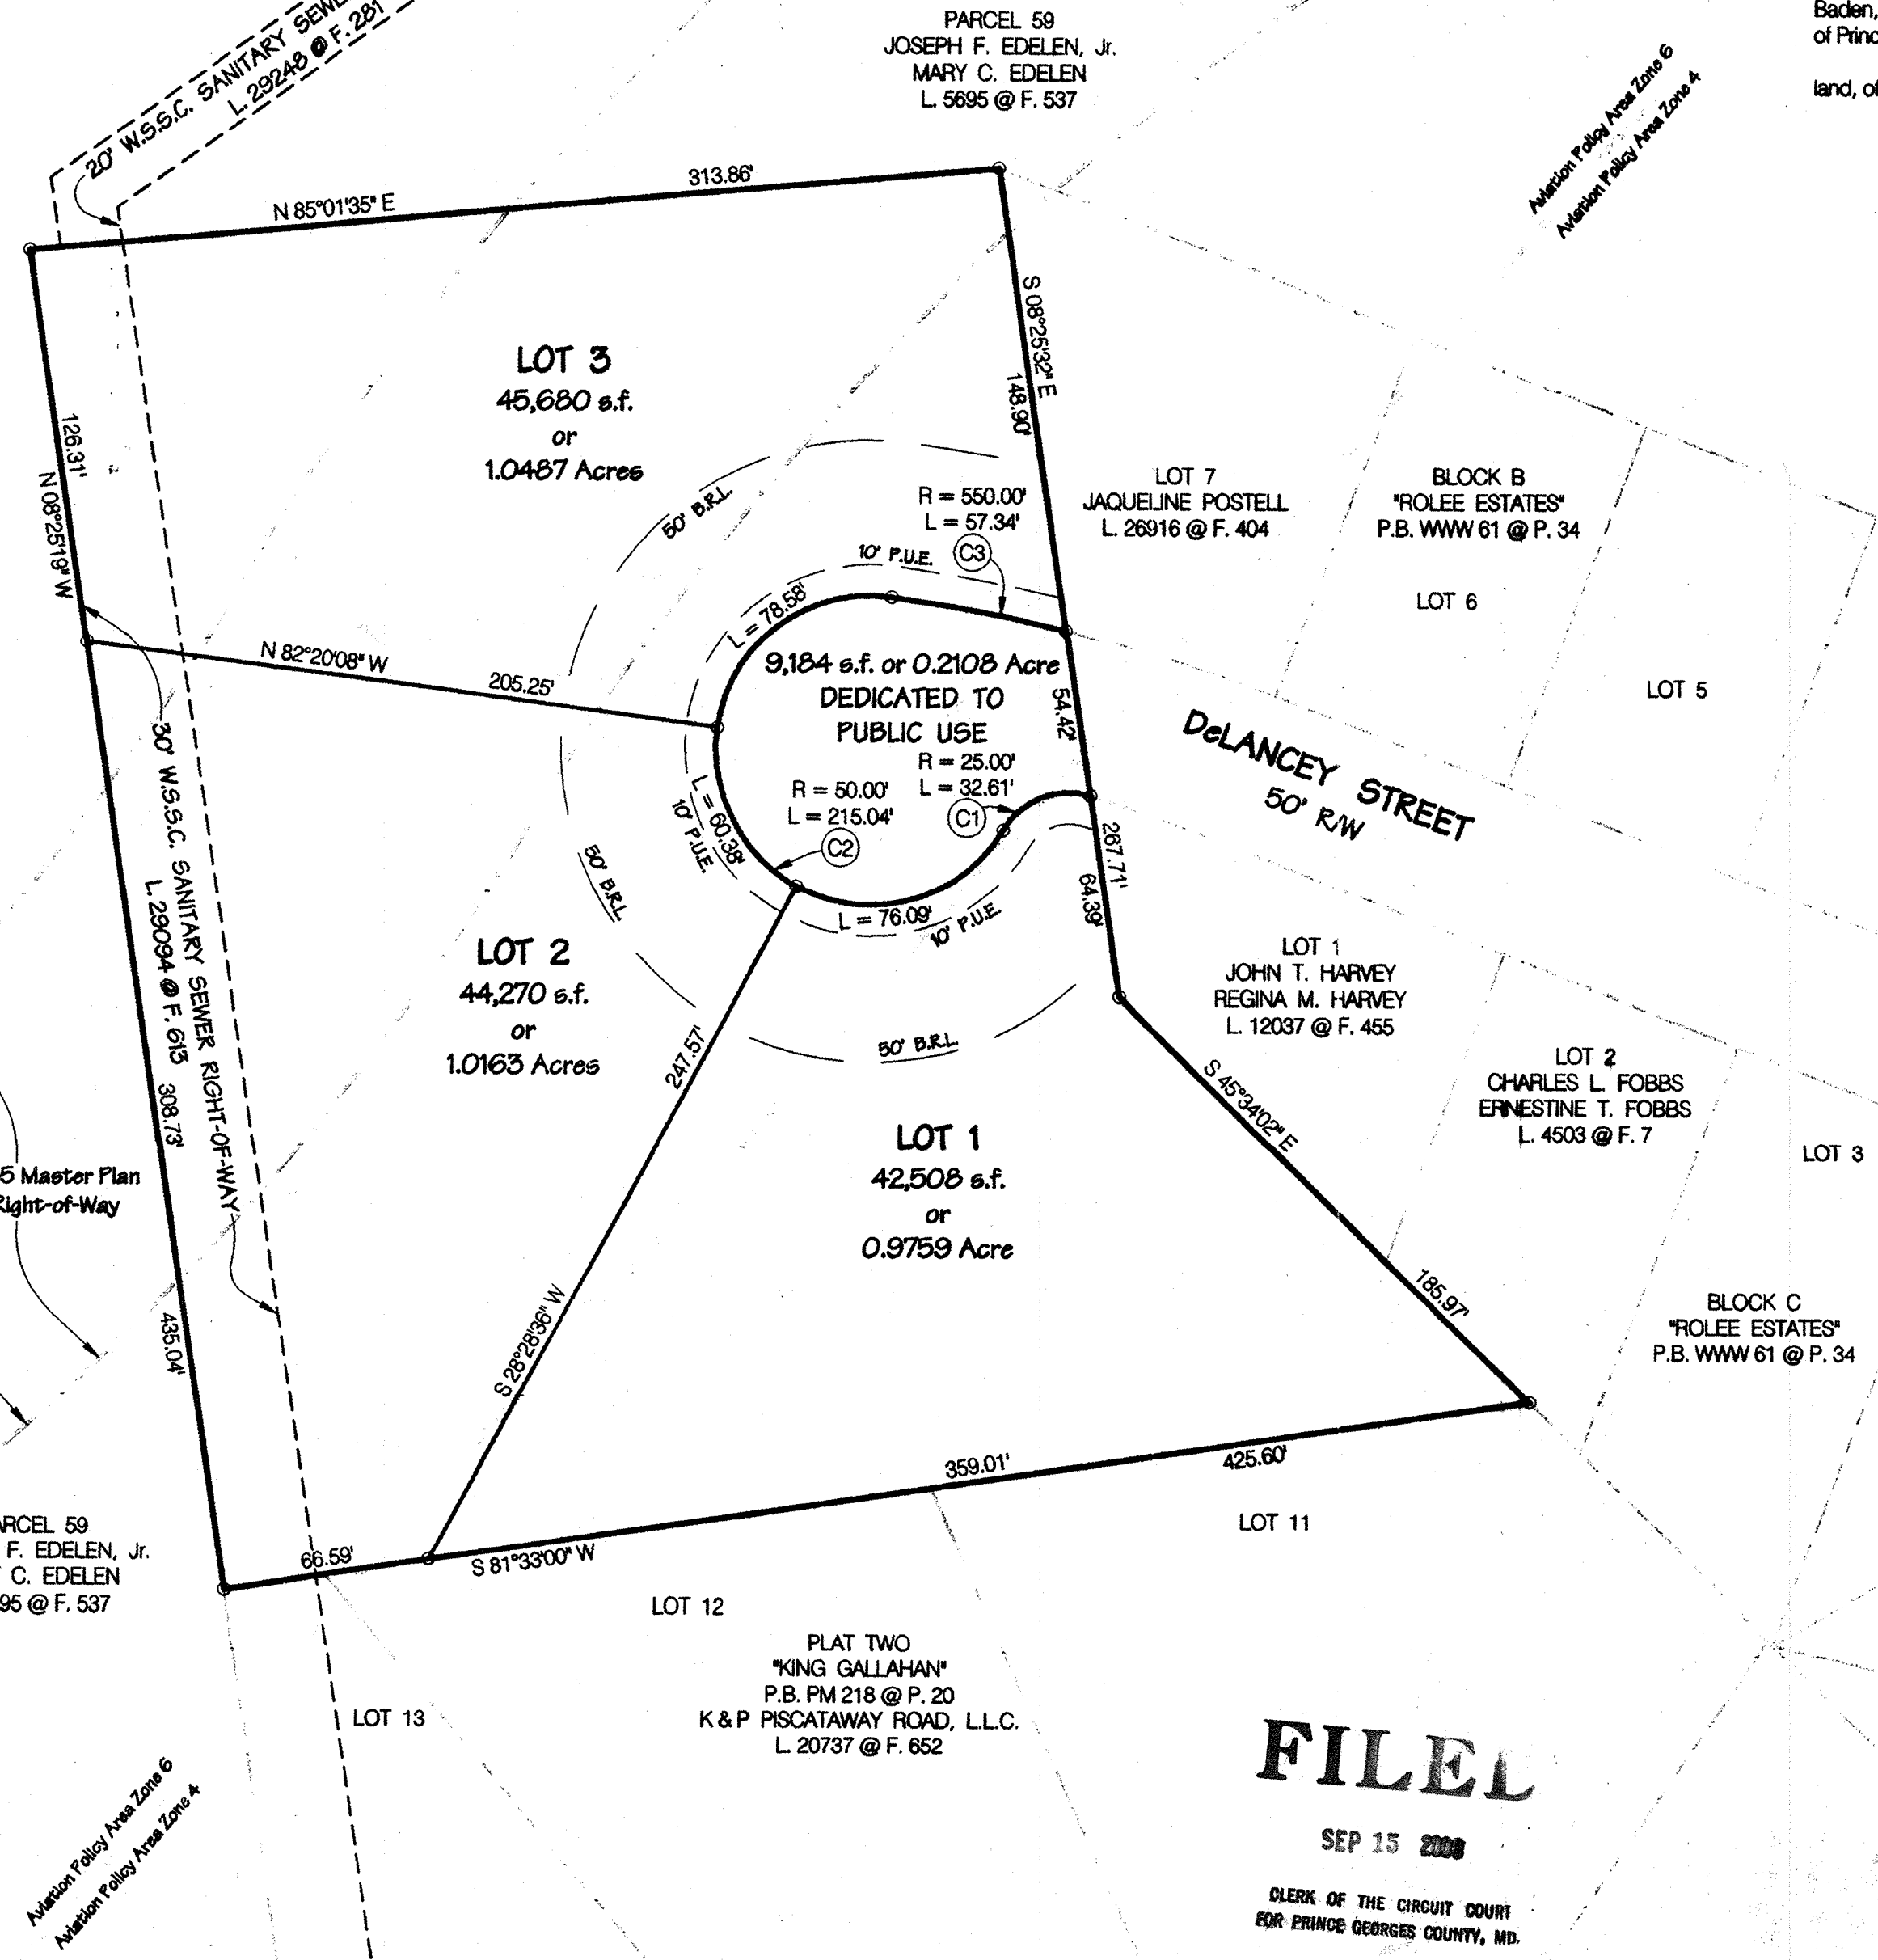 20' W.S.S.C. SANITARY SEWE
L. 29248 @ F. 281
PARCEL 59
JOSEPH F. EDELEN, Jr.
MARY C. EDELEN
L. 5695 @ F. 537
Baden,
of Princ
land, of
Aviation Policy Area Zone 6
Aviation Policy Area Zone 4
N 85°01'35" E
313.86'
S 08°25'32" E
148.90'
LOT 3
45,680 s.f.
or
1.0487 Acres
126.31'
N 08°25'19" W
50' B.R.L.
R = 550.00'
L = 57.34'
C3
10' P.U.E.
L = 78.58'
LOT 7
JAQUELINE POSTELL
L. 26916 @ F. 404
BLOCK B
"ROLEE ESTATES"
P.B. WWW 61 @ P. 34
LOT 6
LOT 5
N 82°20'08" W
205.25'
9,184 s.f. or 0.2108 Acre
DEDICATED TO
PUBLIC USE
54.42'
R = 25.00'
L = 32.61'
C1
R = 50.00'
L = 215.04'
C2
DeLANCEY STREET
50' R/W
L = 60.38'
10' P.U.E.
50' B.R.L.
L = 76.09'
10' P.U.E.
267.71'
64.39'
50' B.R.L.
30' W.S.S.C. SANITARY SEWER RIGHT-OF-WAY
L. 29094 @ F. 613
308.73'
435.04'
LOT 2
44,270 s.f.
or
1.0163 Acres
247.57'
S 28°28'36" W
LOT 1
42,508 s.f.
or
0.9759 Acre
LOT 1
JOHN T. HARVEY
REGINA M. HARVEY
L. 12037 @ F. 455
S 45°34'02" E
185.97'
LOT 2
CHARLES L. FOBBS
ERNESTINE T. FOBBS
L. 4503 @ F. 7
LOT 3
BLOCK C
"ROLEE ESTATES"
P.B. WWW 61 @ P. 34
5 Master Plan
Right-of-Way
359.01'
425.60'
66.59'
S 81°33'00" W
LOT 11
LOT 12
LOT 13
ARCEL 59
F. EDELEN, Jr.
C. EDELEN
95 @ F. 537
PLAT TWO
"KING GALLAHAN"
P.B. PM 218 @ P. 20
K & P PISCATAWAY ROAD, L.L.C.
L. 20737 @ F. 652
Aviation Policy Area Zone 6
Aviation Policy Area Zone 4
FILED
SEP 15
CLERK OF THE CIRCUIT COURT
FOR PRINCE GEORGES COUNTY, MD.